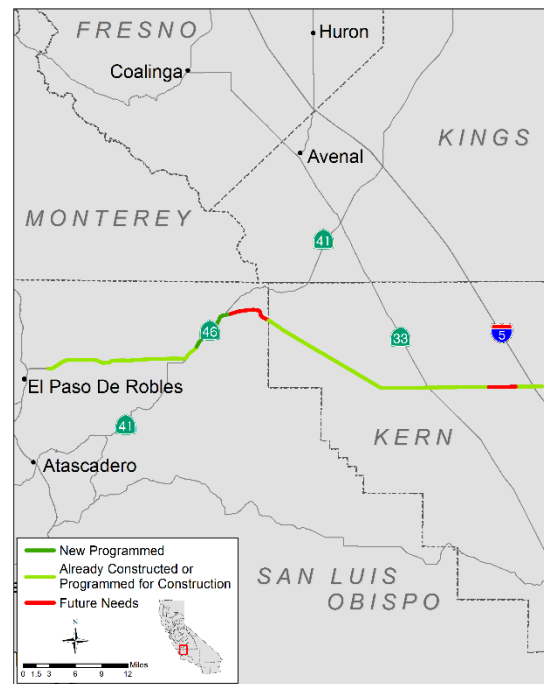 FRESNO
Huron
Coalinga
KINGS
Avenal
MONTEREY
41
46
33
5
El Paso De Robles
41
KERN
Atascadero
New Programmed
Already Constructed or
Programmed for Construction
Future Needs
SAN LUIS
OBISPO
N
Miles
0 1.5 3 6 9 12